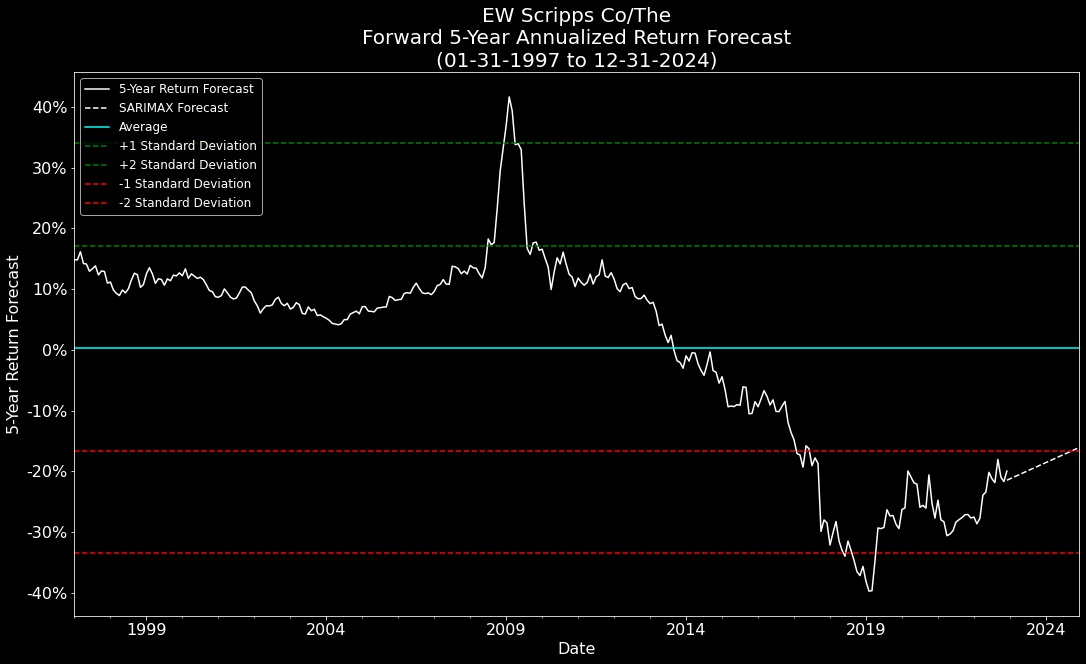 EW Scripps Co/The
Forward 5-Year Annualized Return Forecast
(01-31-1997 to 12-31-2024)
5-Year Return Forecast
SARIMAX Forecast
Average
+1 Standard Deviation
+2 Standard Deviation
-1 Standard Deviation
-2 Standard Deviation
5-Year Return Forecast
40%
30%
20%
10%
0%
-10%
-20%
-30%
-40%
1999 2004 2009 2014 2019 2024
Date